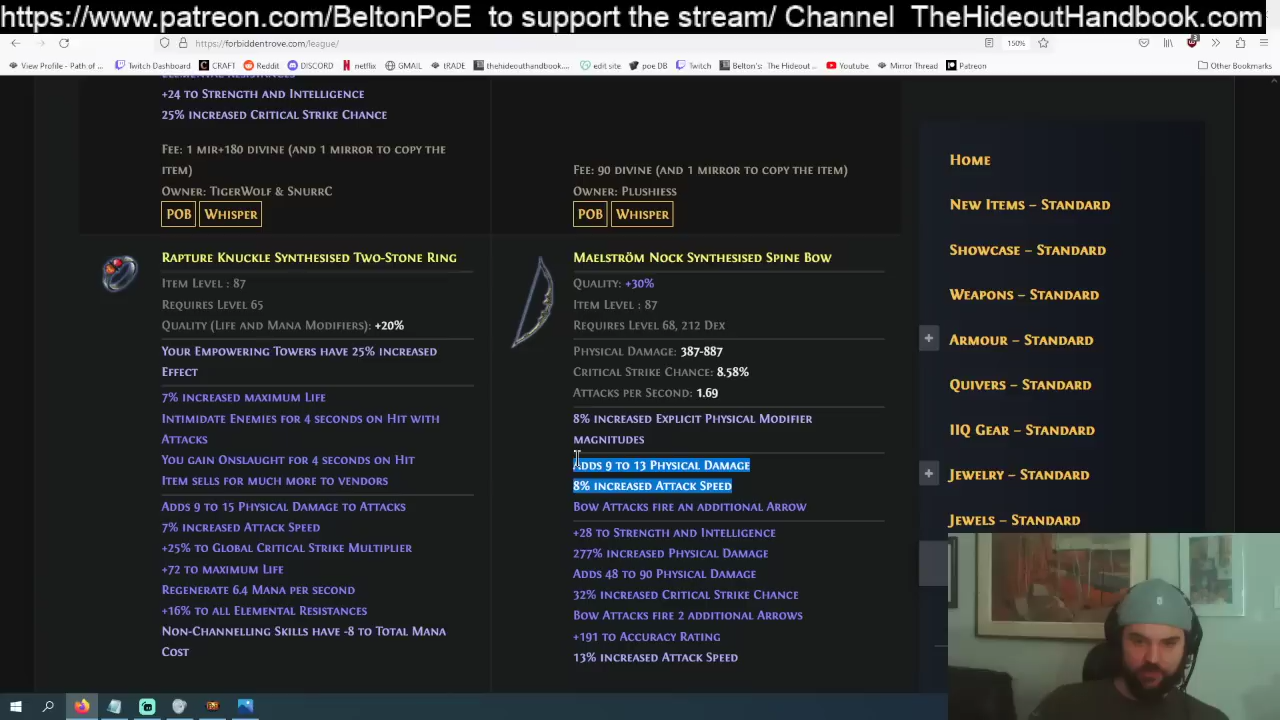 https://www.patreon.com/BeltonPoE to support the stream/ Channel TheHideoutHandbook.com
https://forbiddentrove.com/league/
150%
3
View Profile - Path of ...
Twitch Dashboard
CRAFT
Reddit
DISCORD
netflix
GMAIL
tRADE
thehideouthandbook....
edit site
poe DB
Twitch
Belton's: The Hideout ...
Youtube
Mirror Thread
Patreon
Other Bookmarks
Elemental Resistances
+24 to Strength and Intelligence
25% increased Critical Strike Chance
Fee: 1 mir+180 divine (and 1 mirror to copy the
item)
Owner: TigerWolf & SnurrC
POB Whisper
Fee: 90 divine (and 1 mirror to copy the item)
Owner: Plushiess
POB Whisper
Rapture Knuckle Synthesised Two-Stone Ring
Item Level : 87
Requires Level 65
Quality (Life and Mana Modifiers): +20%
Your Empowering Towers have 25% increased
Effect
7% increased maximum Life
Intimidate Enemies for 4 seconds on Hit with
Attacks
You gain Onslaught for 4 seconds on Hit
Item sells for much more to vendors
Adds 9 to 15 Physical Damage to Attacks
7% increased Attack Speed
+25% to Global Critical Strike Multiplier
+72 to maximum Life
Regenerate 6.4 Mana per second
+16% to all Elemental Resistances
Non-Channelling Skills have -8 to Total Mana
Cost
Maelström Nock Synthesised Spine Bow
Quality: +30%
Item Level : 87
Requires Level 68, 212 Dex
Physical Damage: 387-887
Critical Strike Chance: 8.58%
Attacks per Second: 1.69
8% increased Explicit Physical Modifier
magnitudes
Adds 9 to 13 Physical Damage
8% increased Attack Speed
Bow Attacks fire an additional Arrow
+28 to Strength and Intelligence
277% increased Physical Damage
Adds 48 to 90 Physical Damage
32% increased Critical Strike Chance
Bow Attacks fire 2 additional Arrows
+191 to Accuracy Rating
13% increased Attack Speed
Home
New Items – Standard
Showcase – Standard
Weapons – Standard
+
Armour – Standard
Quivers – Standard
IIQ Gear – Standard
+
Jewelry – Standard
Jewels – Standard